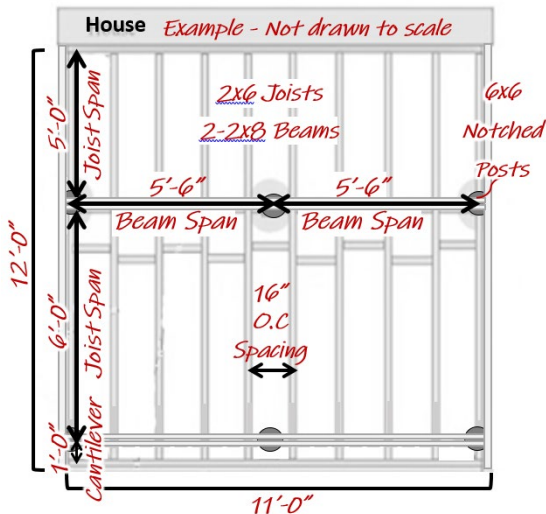 House Example - Not drawn to scale
2x6 Joists
2-2x8 Beams
6x6
Notched
Posts
5'-0"
Joist Span
5'-6" 5'-6"
Beam Span Beam Span
12'-0"
16"
O.C
Spacing
6'-0"
Joist Span
1'-0"
Cantilever
11'-0"